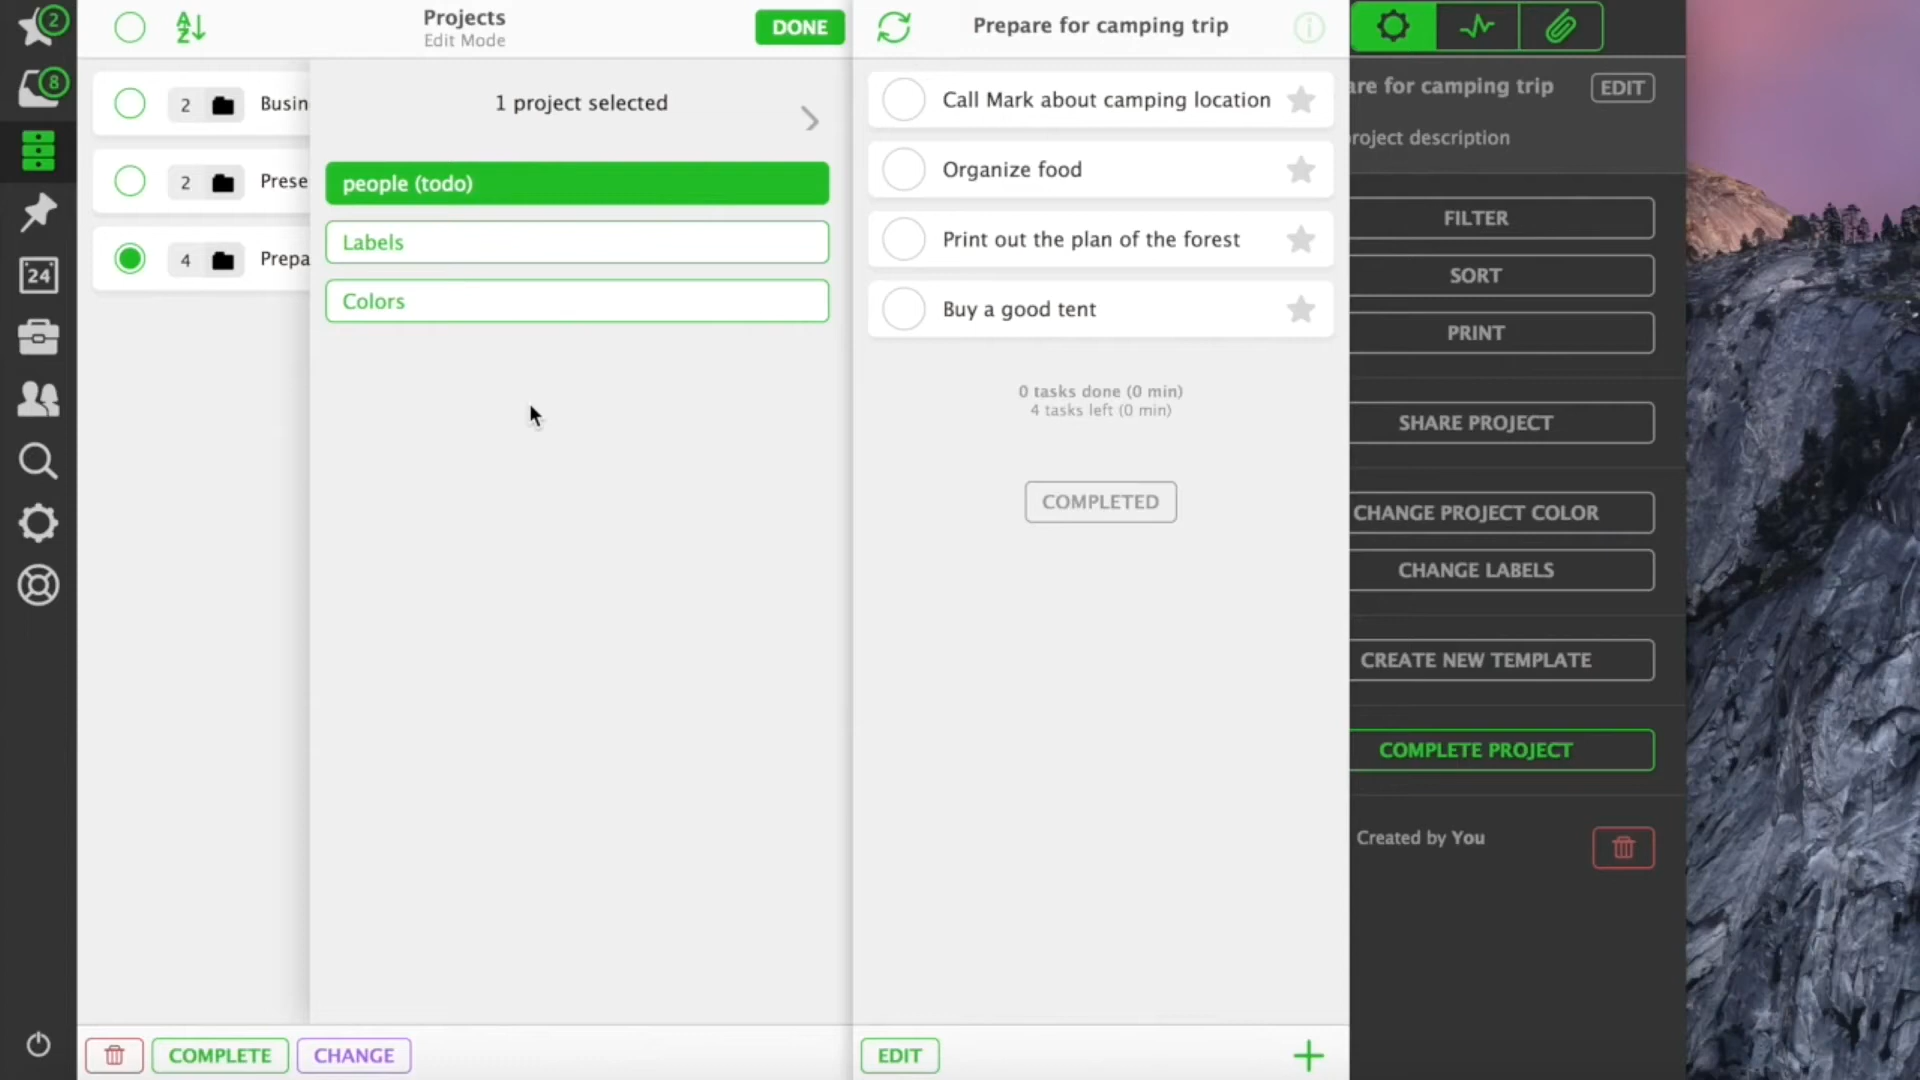 2
8
24
Projects
Edit Mode
DONE
2 Busin
2 Prese
4 Prepa
1 project selected
people (todo)
Labels
Colors
COMPLETE
CHANGE
Prepare for camping trip
Call Mark about camping location
Organize food
Print out the plan of the forest
Buy a good tent
0 tasks done (0 min)
4 tasks left (0 min)
COMPLETED
EDIT
are for camping trip
EDIT
project description
FILTER
SORT
PRINT
SHARE PROJECT
CHANGE PROJECT COLOR
CHANGE LABELS
CREATE NEW TEMPLATE
COMPLETE PROJECT
Created by You